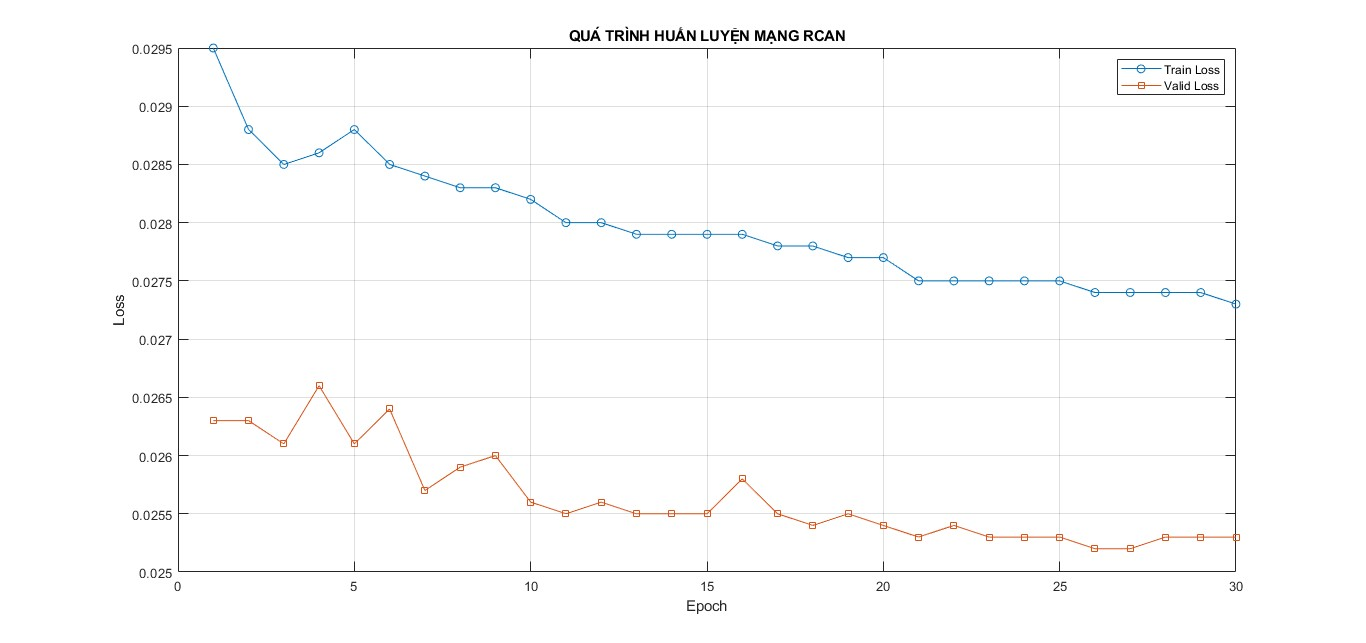 QUÁ TRÌNH HUẤN LUYỆN MẠNG RCAN
Train Loss
Valid Loss
0.0295
0.029
0.0285
0.028
0.0275
0.027
0.0265
0.026
0.0255
0.025
Loss
0 5 10 15 20 25 30
Epoch